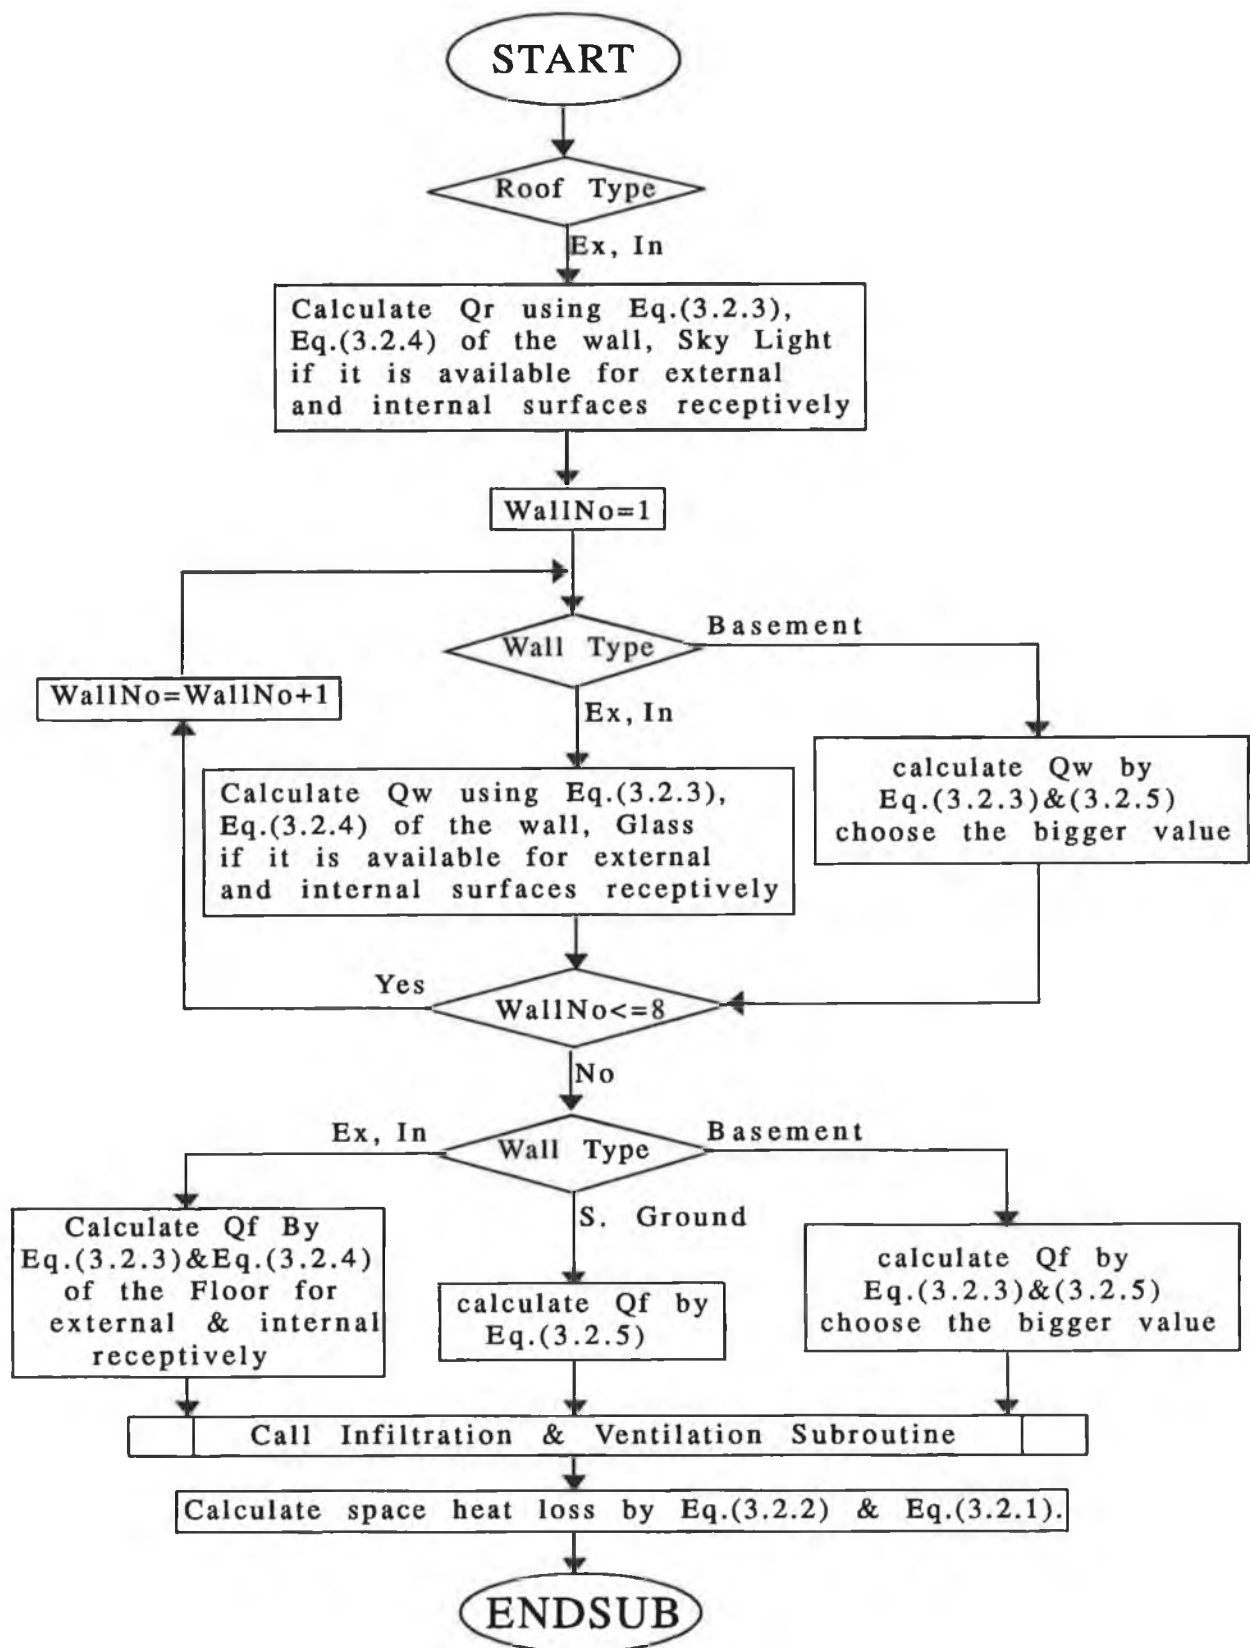 START
Roof Type
Ex, In
Calculate Qr using Eq.(3.2.3),
Eq.(3.2.4) of the wall, Sky Light
if it is available for external
and internal surfaces receptively
WallNo=1
Wall Type
Basement
WallNo=WallNo+1
Ex, In
Calculate Qw using Eq.(3.2.3),
Eq.(3.2.4) of the wall, Glass
if it is available for external
and internal surfaces receptively
calculate Qw by
Eq.(3.2.3)&(3.2.5)
choose the bigger value
Yes
WallNo<=8
No
Ex, In
Wall Type
Basement
S. Ground
Calculate Qf By
Eq.(3.2.3)&Eq.(3.2.4)
of the Floor for
external & internal
receptively
calculate Qf by
Eq.(3.2.5)
calculate Qf by
Eq.(3.2.3)&(3.2.5)
choose the bigger value
Call Infiltration & Ventilation Subroutine
Calculate space heat loss by Eq.(3.2.2) & Eq.(3.2.1).
ENDSUB